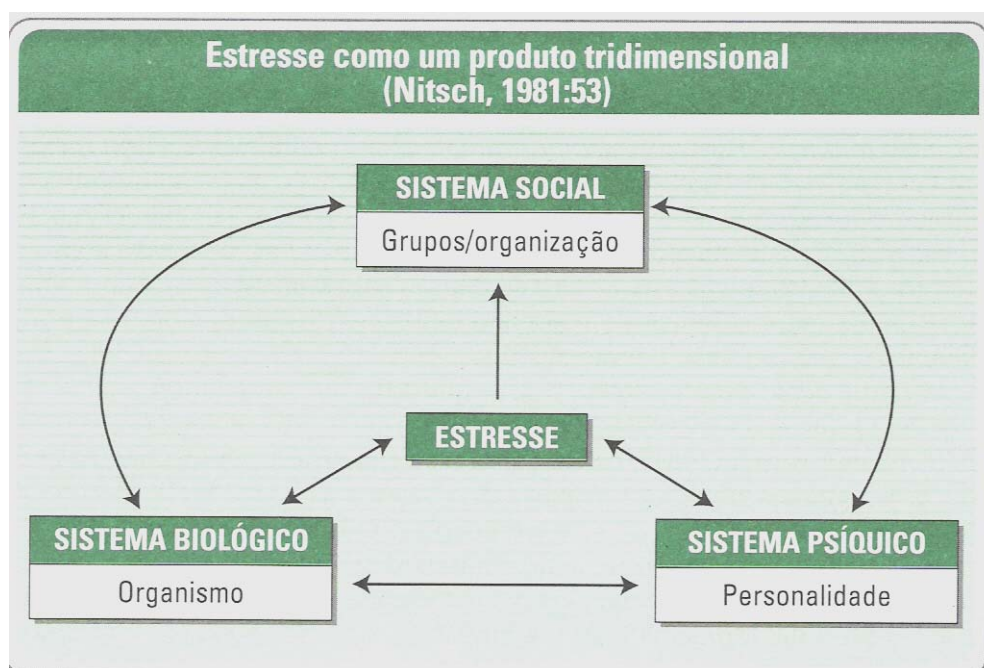 Estresse como um produto tridimensional
(Nitsch, 1981:53)
SISTEMA SOCIAL
Grupos/organização
ESTRESSE
SISTEMA BIOLÓGICO
Organismo
SISTEMA PSÍQUICO
Personalidade